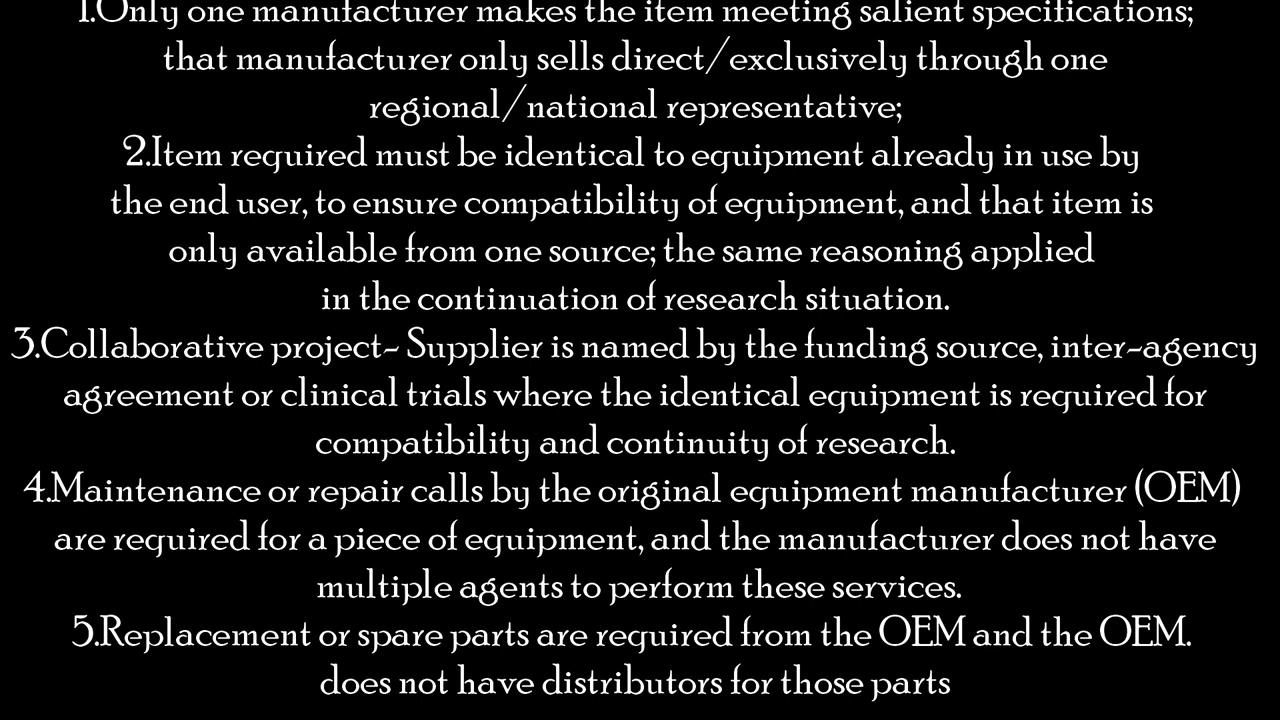 1.Only one manufacturer makes the item meeting salient specifications;
that manufacturer only sells direct/exclusively through one
regional/national representative;
2.Item required must be identical to equipment already in use by
the end user, to ensure compatibility of equipment, and that item is
only available from one source; the same reasoning applied
in the continuation of research situation.
3.Collaborative project- Supplier is named by the funding source, inter-agency
agreement or clinical trials where the identical equipment is required for
compatibility and continuity of research.
4.Maintenance or repair calls by the original equipment manufacturer (OEM)
are required for a piece of equipment, and the manufacturer does not have
multiple agents to perform these services.
5.Replacement or spare parts are required from the OEM and the OEM.
does not have distributors for those parts